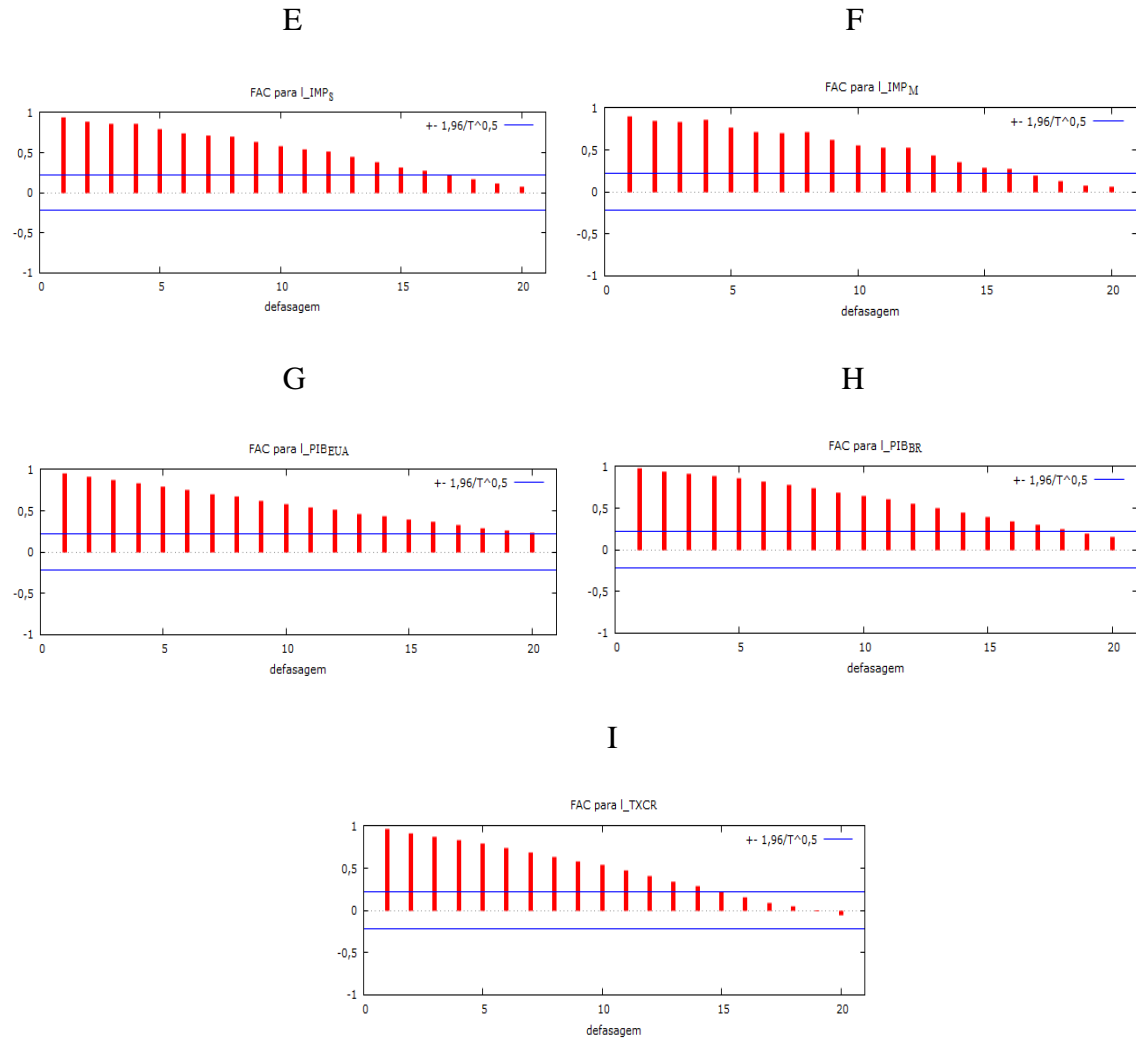 E
FAC para l_IMP$
+- 1,96/T^0,5
1
0,5
0
-0,5
-1
0 5 10 15 20
defasagem
F
FAC para l_IMPM
+- 1,96/T^0,5
1
0,5
0
-0,5
-1
0 5 10 15 20
defasagem
G
FAC para l_PIBEUA
+- 1,96/T^0,5
1
0,5
0
-0,5
-1
0 5 10 15 20
defasagem
H
FAC para l_PIBBR
+- 1,96/T^0,5
1
0,5
0
-0,5
-1
0 5 10 15 20
defasagem
I
FAC para l_TXCR
+- 1,96/T^0,5
1
0,5
0
-0,5
-1
0 5 10 15 20
defasagem